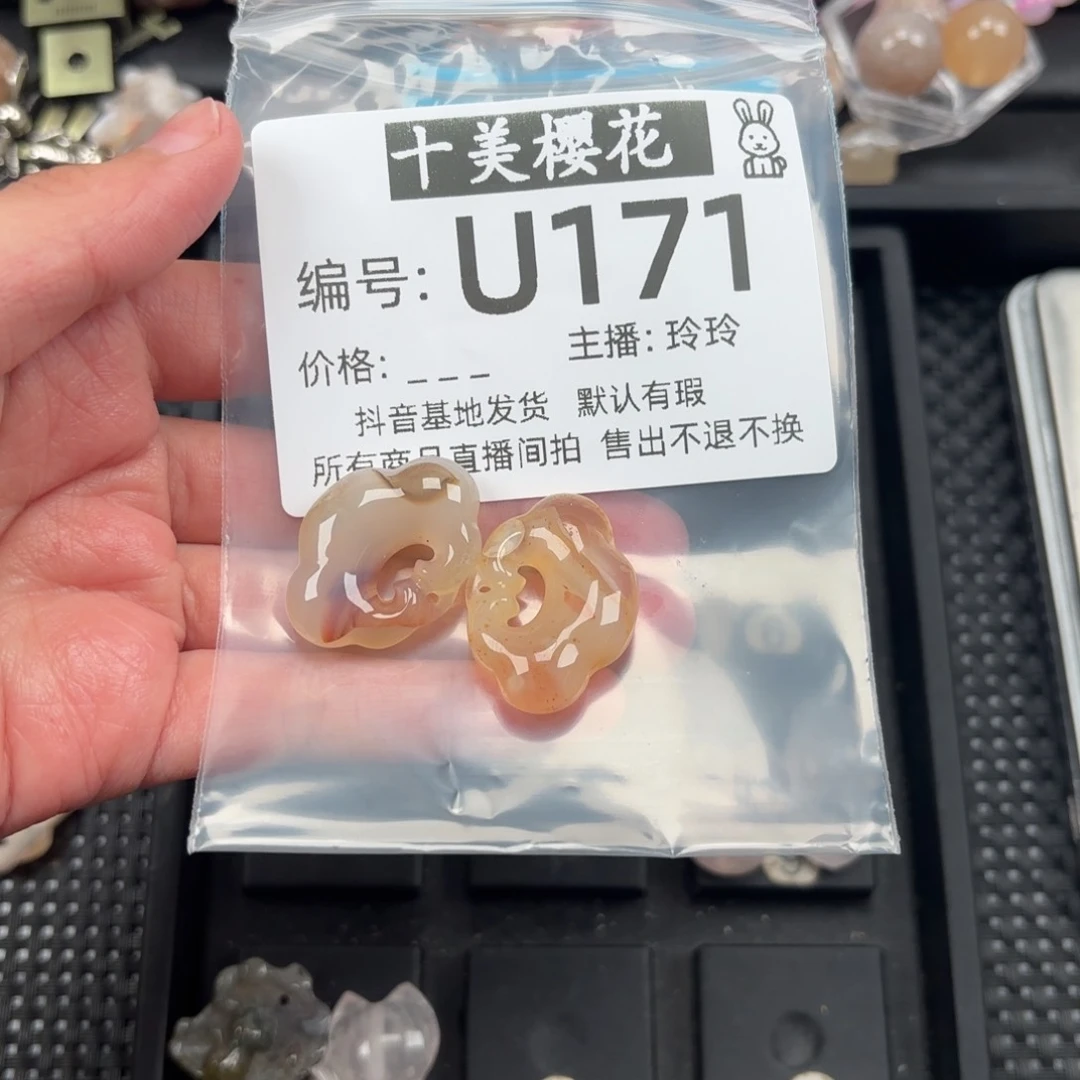 十美樱花
编号: U171
价格: _ _ _ 主播: 玲玲
抖音基地发货 默认有瑕
所有商品直播间拍 售出不退不换